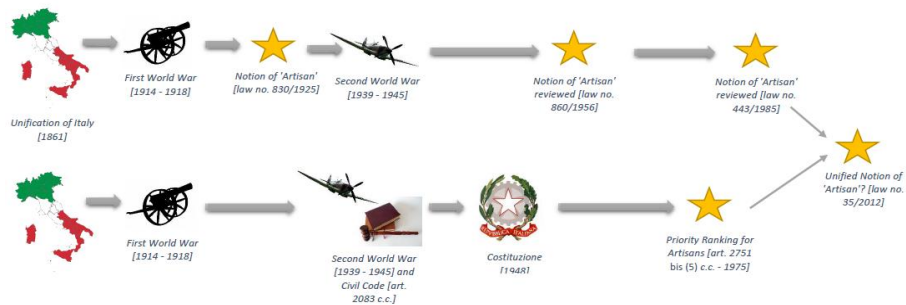 First World War
[1914 - 1918]
Notion of 'Artisan'
[law no. 830/1925]
Second World War
[1939 - 1945]
Notion of 'Artisan'
reviewed [law no.
860/1956]
Notion of 'Artisan'
reviewed [law no.
443/1985]
Unification of Italy
[1861]
Unified Notion of
'Artisan'? [law no.
35/2012]
First World War
[1914 - 1918]
Second World War
[1939 - 1945] and
Civil Code [art.
2083 c.c.]
REPVBBLICA ITALIANA
Costituzione
[1948]
Priority Ranking for
Artisans [art. 2751
bis (5) c.c. - 1975]